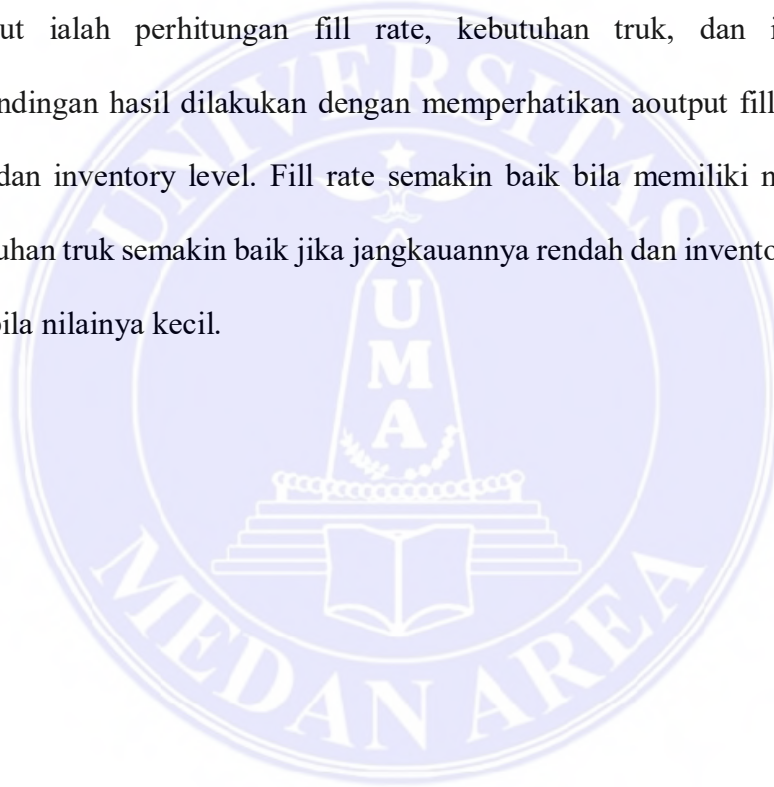 ut ialah perhitungan fill rate, kebutuhan truk, dan i
ndingan hasil dilakukan dengan memperhatikan aoutput fill
dan inventory level. Fill rate semakin baik bila memiliki n
uhan truk semakin baik jika jangkauannya rendah dan invento
ila nilainya kecil.
UNIVERSITAS
U
M
A
MEDAN AREA